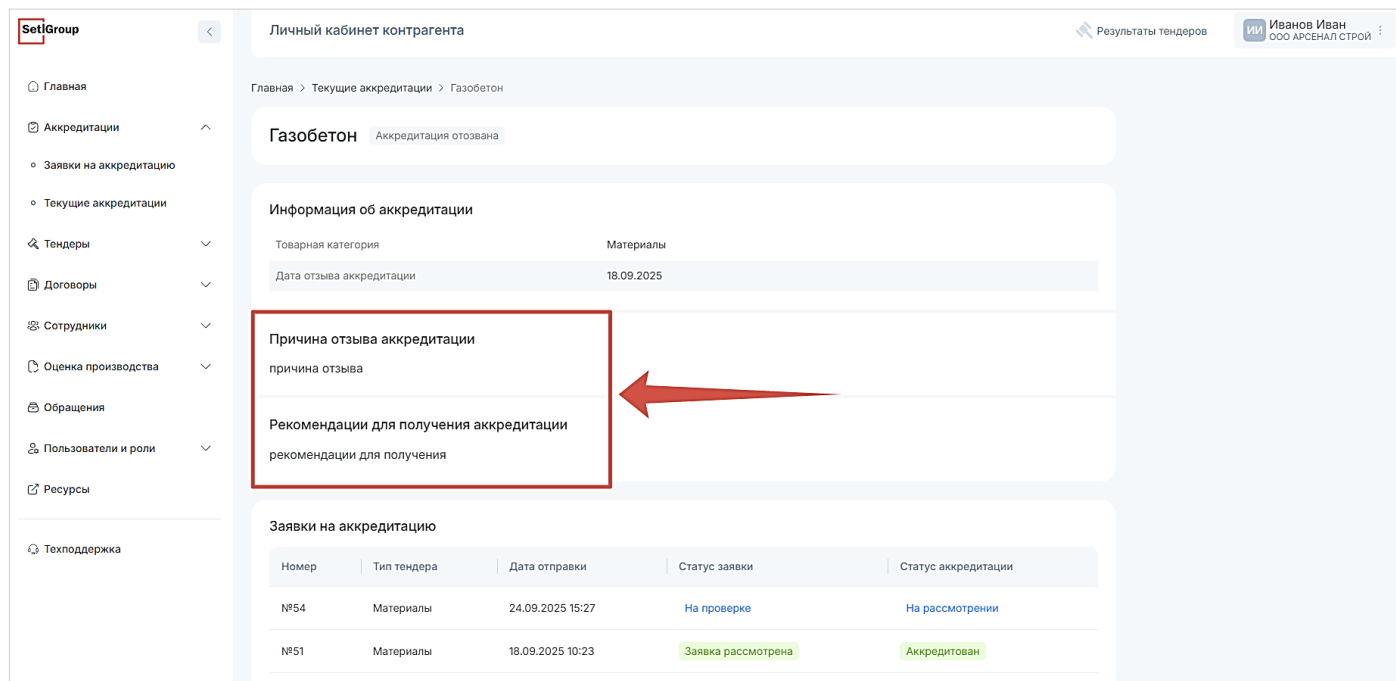 SetlGroup
Личный кабинет контрагента
Результаты тендеров
ИИ
Иванов Иван
ООО АРСЕНАЛ СТРОЙ
Главная
Аккредитации
Заявки на аккредитацию
Текущие аккредитации
Тендеры
Договоры
Сотрудники
Оценка производства
Обращения
Пользователи и роли
Ресурсы
Техподдержка
Главная > Текущие аккредитации > Газобетон
Газобетон Аккредитация отозвана
Информация об аккредитации
Товарная категория Материалы
Дата отзыва аккредитации 18.09.2025
Причина отзыва аккредитации
причина отзыва
Рекомендации для получения аккредитации
рекомендации для получения
Заявки на аккредитацию
Номер Тип тендера Дата отправки Статус заявки Статус аккредитации
№54 Материалы 24.09.2025 15:27 На проверке На рассмотрении
№51 Материалы 18.09.2025 10:23 Заявка рассмотрена Аккредитован